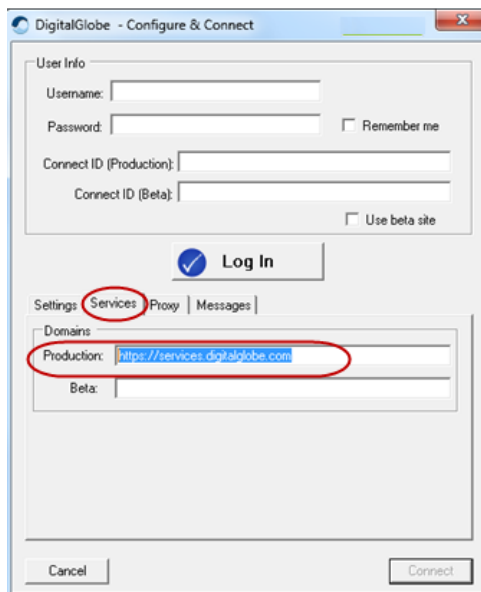 DigitalGlobe - Configure & Connect
User Info
Username:
Password:
Remember me
Connect ID (Production):
Connect ID (Beta):
Use beta site
Log In
Settings Services Proxy Messages
Domains
Production: https://services.digitalglobe.com
Beta:
Cancel Connect